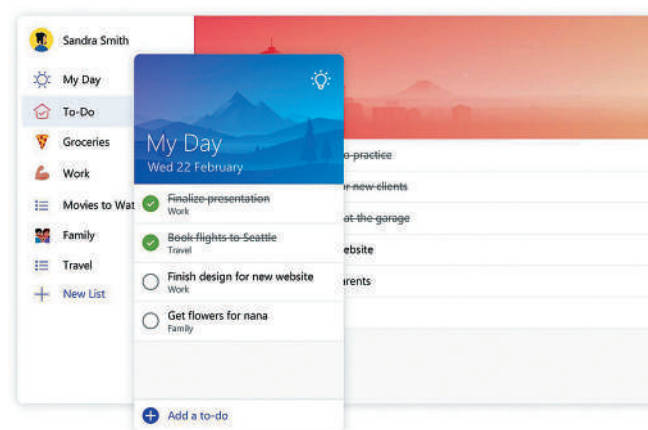 Sandra Smith
My Day
To-Do
Groceries
Work
Movies to Wat
Family
Travel
New List
My Day
Wed 22 February
Finalize presentation
Work
Book flights to Seattle
Travel
Finish design for new website
Work
Get flowers for nana
Family
Add a to-do
o practice
r new clients
at the garage
ebsite
arents